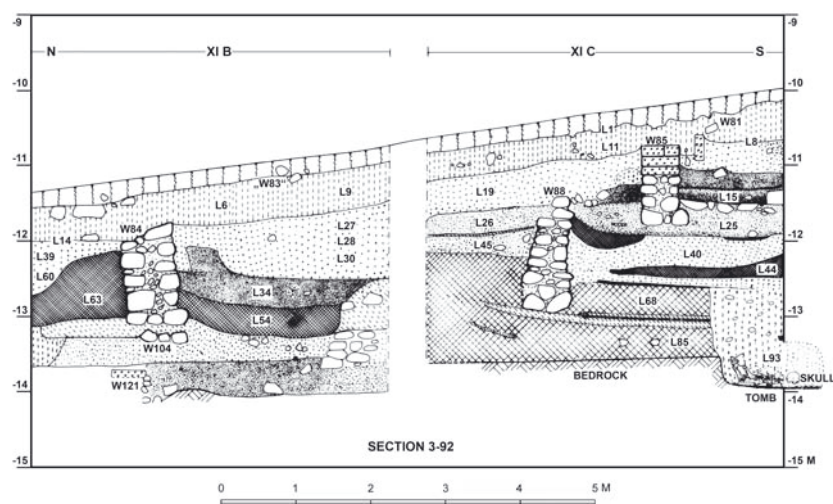 -9 -9
N XI B XI C S
-10 -10
W81
L1
W85
L11 L8
-11 -11
„W83“
L9 L19 W88 L15
L6
W84 L27 L26 L25
L14 L28 -12 -12
L39 L30 L45 L40
L60 L44
L63 L34 L68
-13 L54 -13
W104 L85
L93
W121 BEDROCK SKULL
-14 TOMB -14
SECTION 3-92
-15 -15 M
0 1 2 3 4 5 M